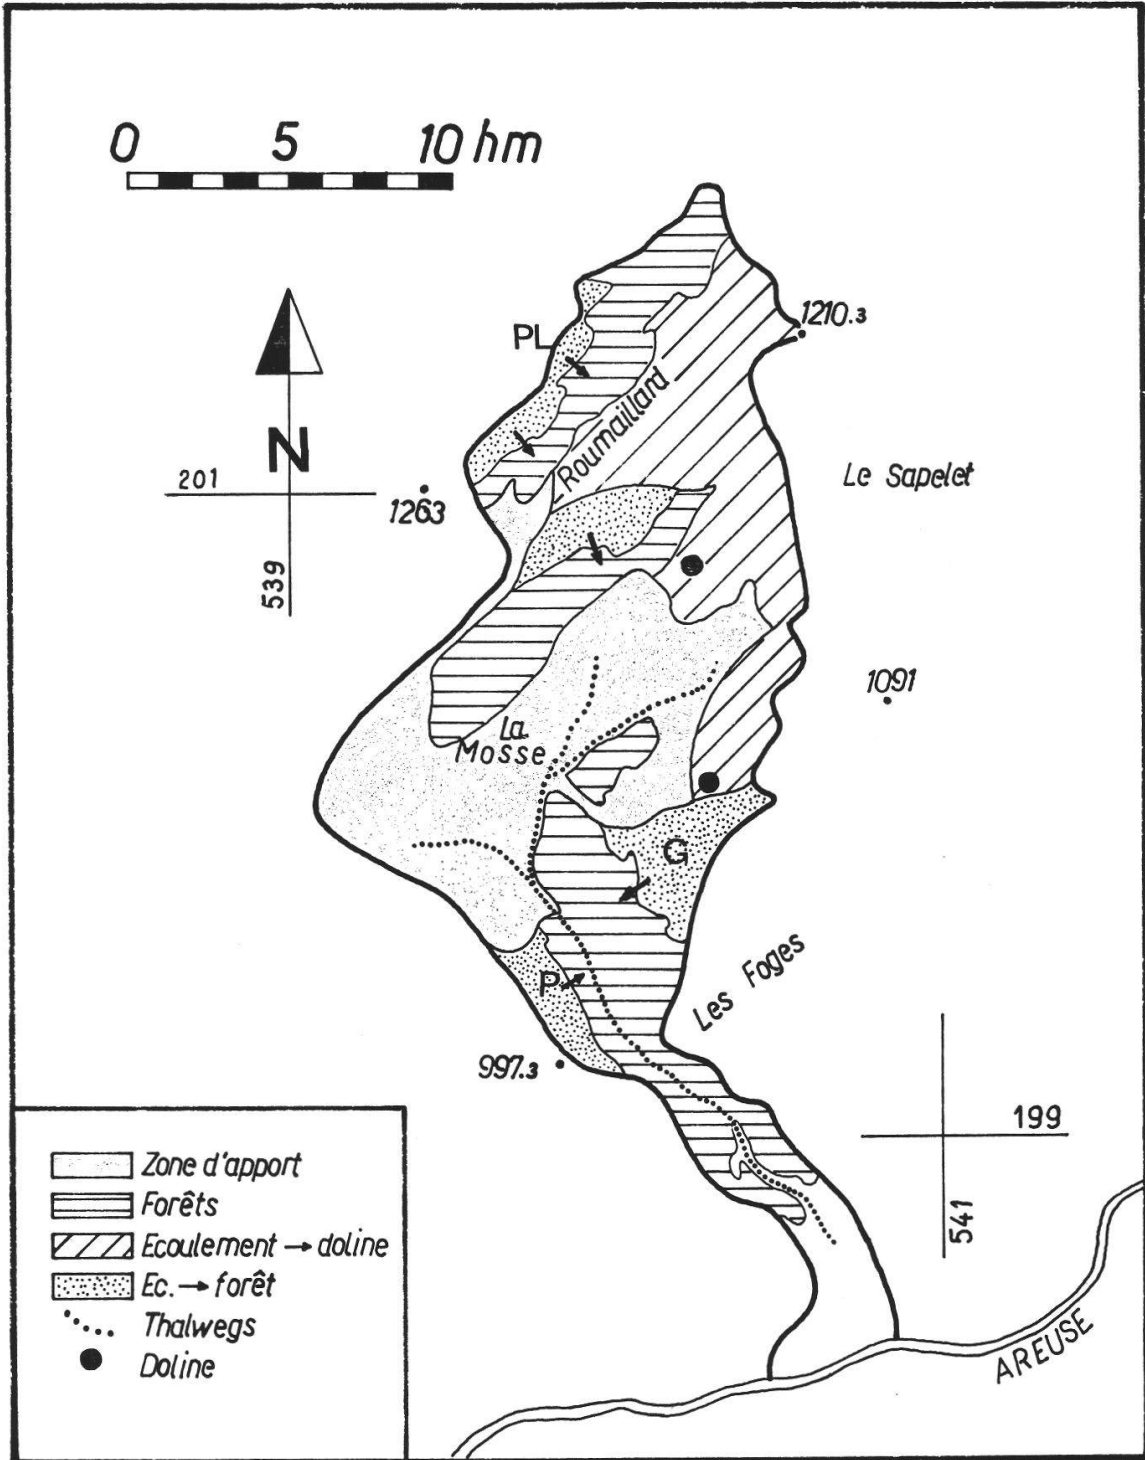 0 5 10 hm
1210.3
PL
Roumaillard
N
201
1263
Le Sapelet
539
1091
La
Mosse
G
P
Les Foges
997.3
199
541
Zone d'apport
Forêts
Ecoulement → doline
Ec. → forêt
Thalwegs
Doline
AREUSE